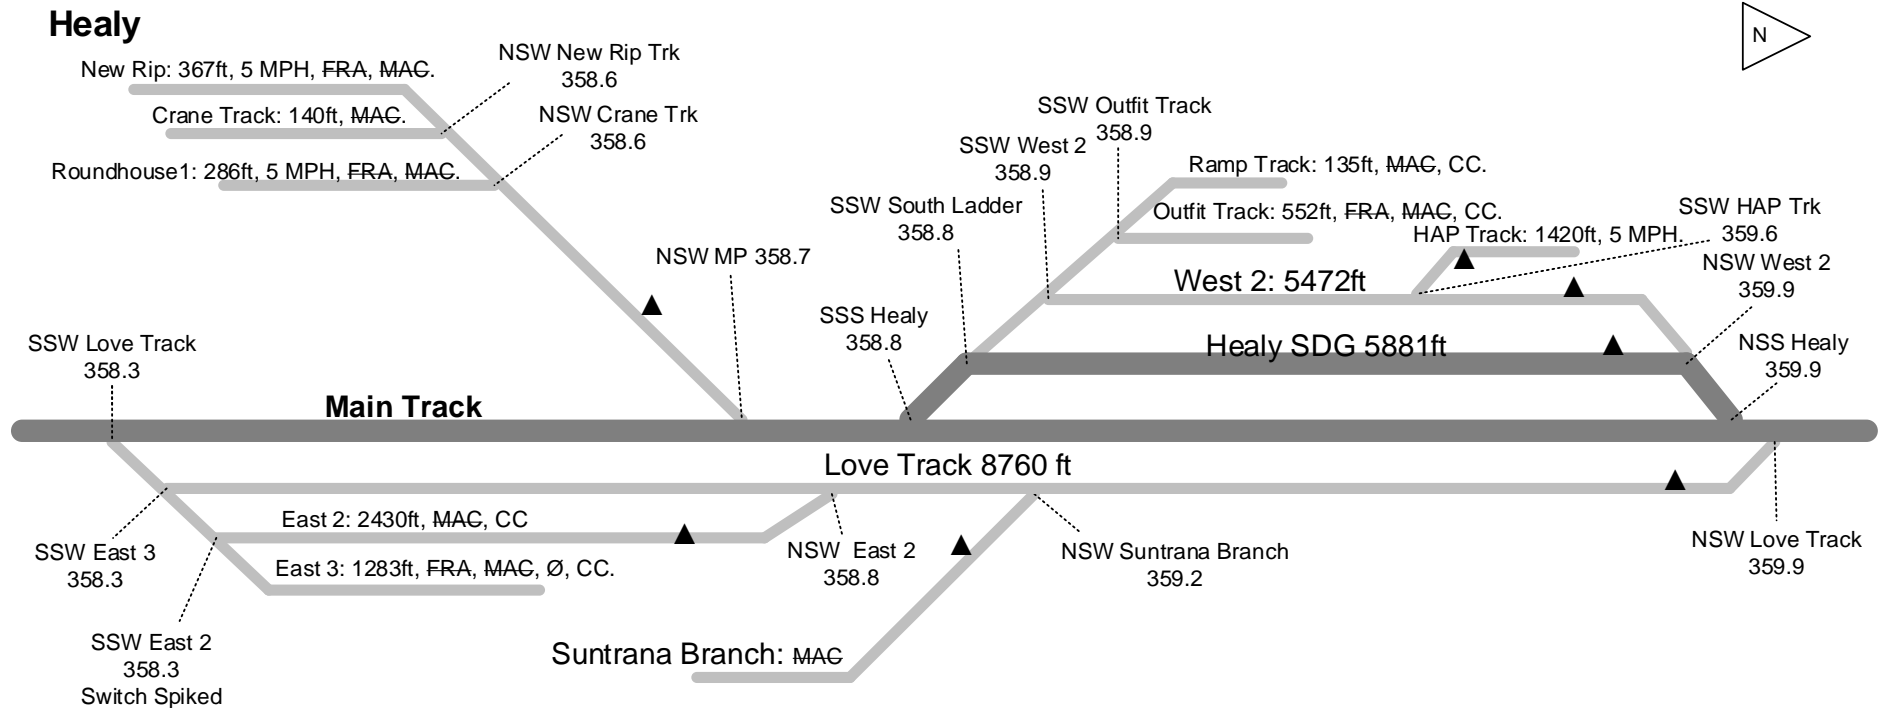 Healy
N
New Rip: 367ft, 5 MPH, FRA, MAC.
NSW New Rip Trk
358.6
Crane Track: 140ft, MAC.
NSW Crane Trk
358.6
Roundhouse1: 286ft, 5 MPH, FRA, MAC.
NSW MP 358.7
SSW Outfit Track
358.9
SSW West 2
358.9
SSW South Ladder
358.8
SSS Healy
358.8
Ramp Track: 135ft, MAC, CC.
Outfit Track: 552ft, FRA, MAC, CC.
HAP Track: 1420ft, 5 MPH.
SSW HAP Trk
359.6
West 2: 5472ft
NSW West 2
359.9
Healy SDG 5881ft
NSS Healy
359.9
SSW Love Track
358.3
Main Track
Love Track 8760 ft
East 2: 2430ft, MAC, CC
SSW East 3
358.3
East 3: 1283ft, FRA, MAC, Ø, CC.
NSW East 2
358.8
NSW Suntrana Branch
359.2
NSW Love Track
359.9
SSW East 2
358.3
Switch Spiked
Suntrana Branch: MAC